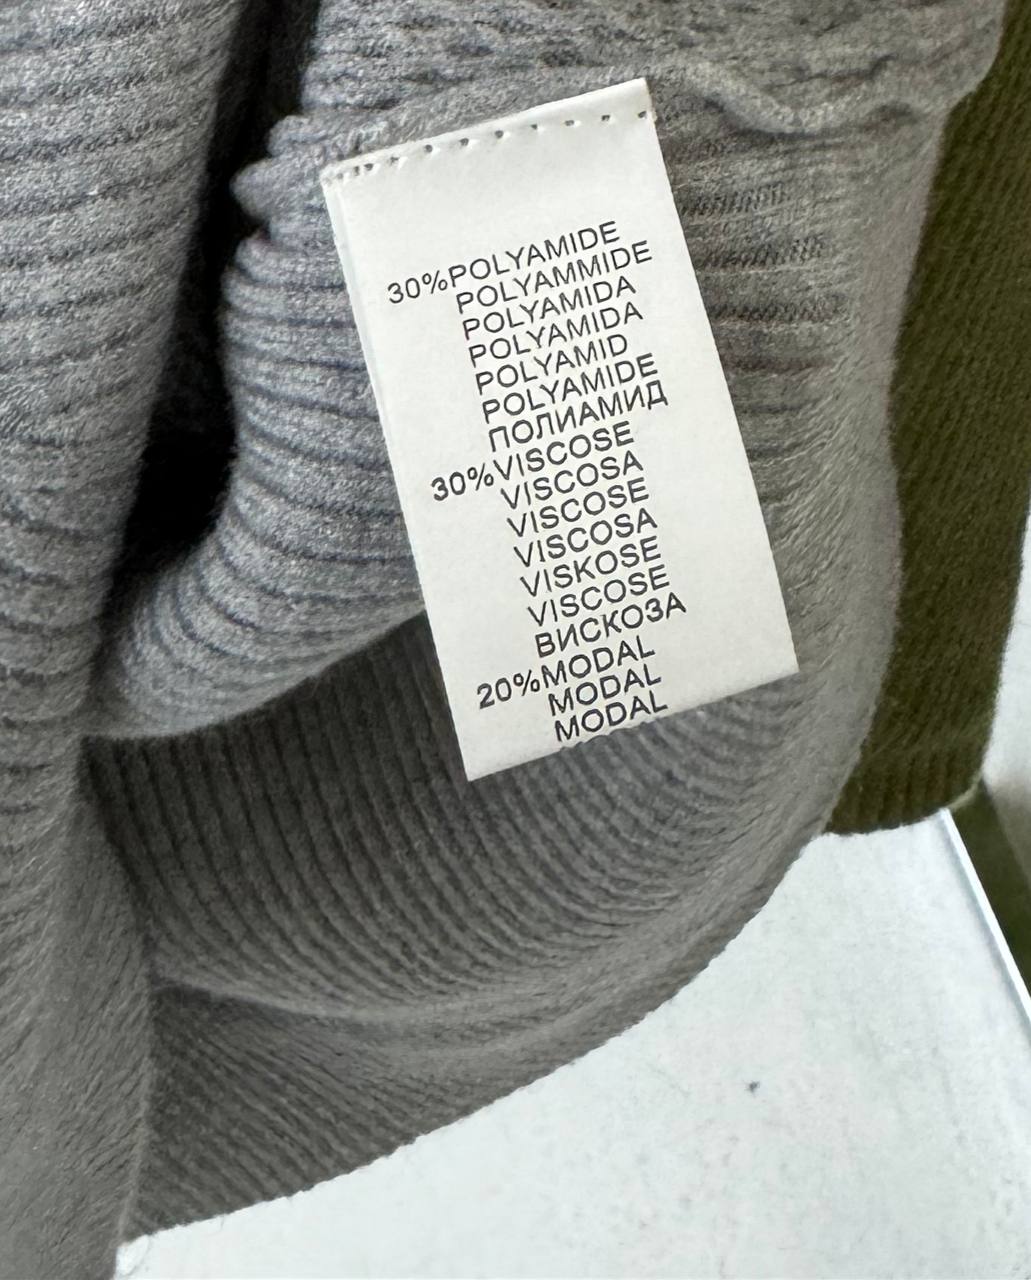 30%POLYAMIDE
POLYAMMIDE
POLYAMIDA
POLYAMIDA
POLYAMID
POLYAMIDE
ПОЛИАМИД
30%VISCOSE
VISCOSA
VISCOSE
VISCOSA
VISKOSE
VISCOSE
ВИСКОЗА
20%MODAL
MODAL
MODAL